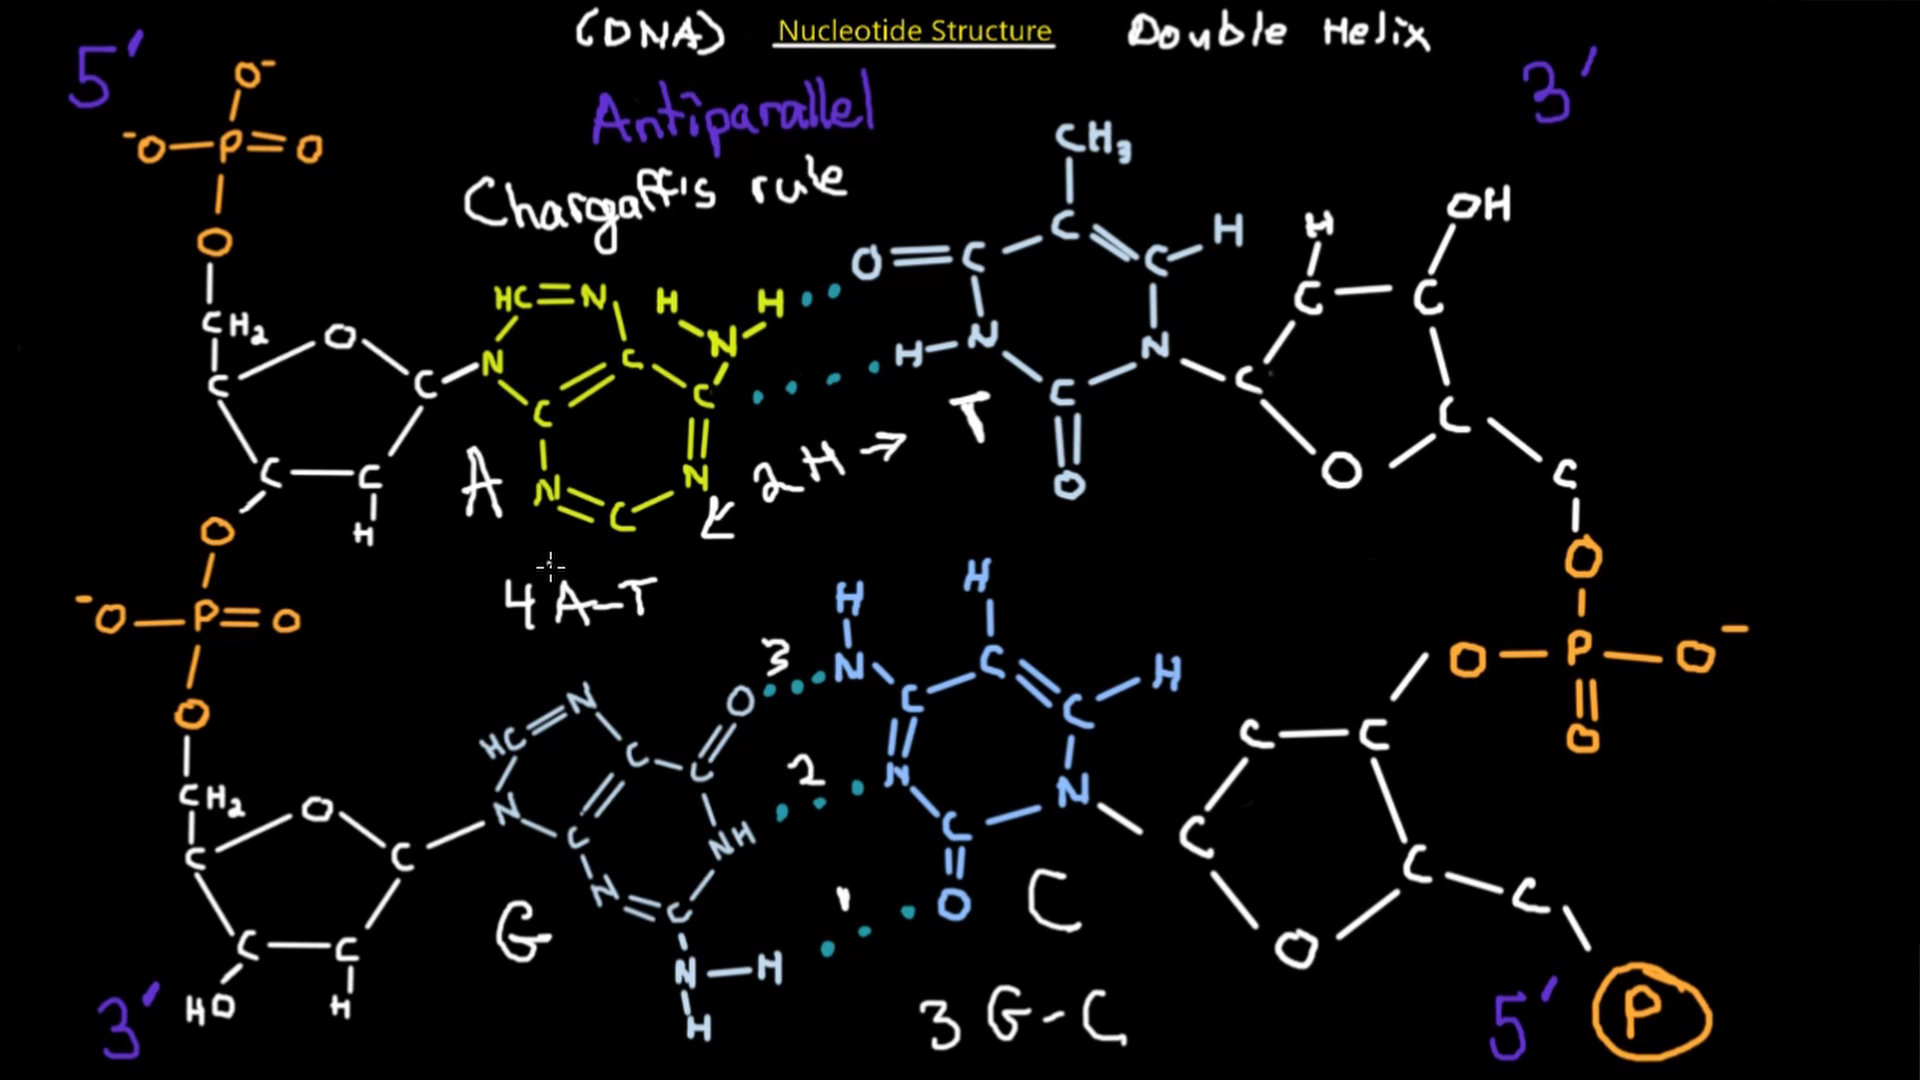 (DNA) Nucleotide Structure Double Helix
5' 3'
Antiparallel
Chargaff's rule
O⁻
⁻O P O
O
CH₂ O
C C
C C
H
HC N H H
N C N
C C
N N
C
A
CH₃
O C C C H
H N N
C
O
T
2H →
H OH
C C
C C
O C
O
O P O⁻
O
4 A-T
O
⁻O P O
O
CH₂ O
C C
C C
HO H
HC N C C O
N C NH
N C
N H
H
G
3
2
1
H H
N C C C H
N N
C
O
C
C C
C C C
O
3 G-C
3' 5' P